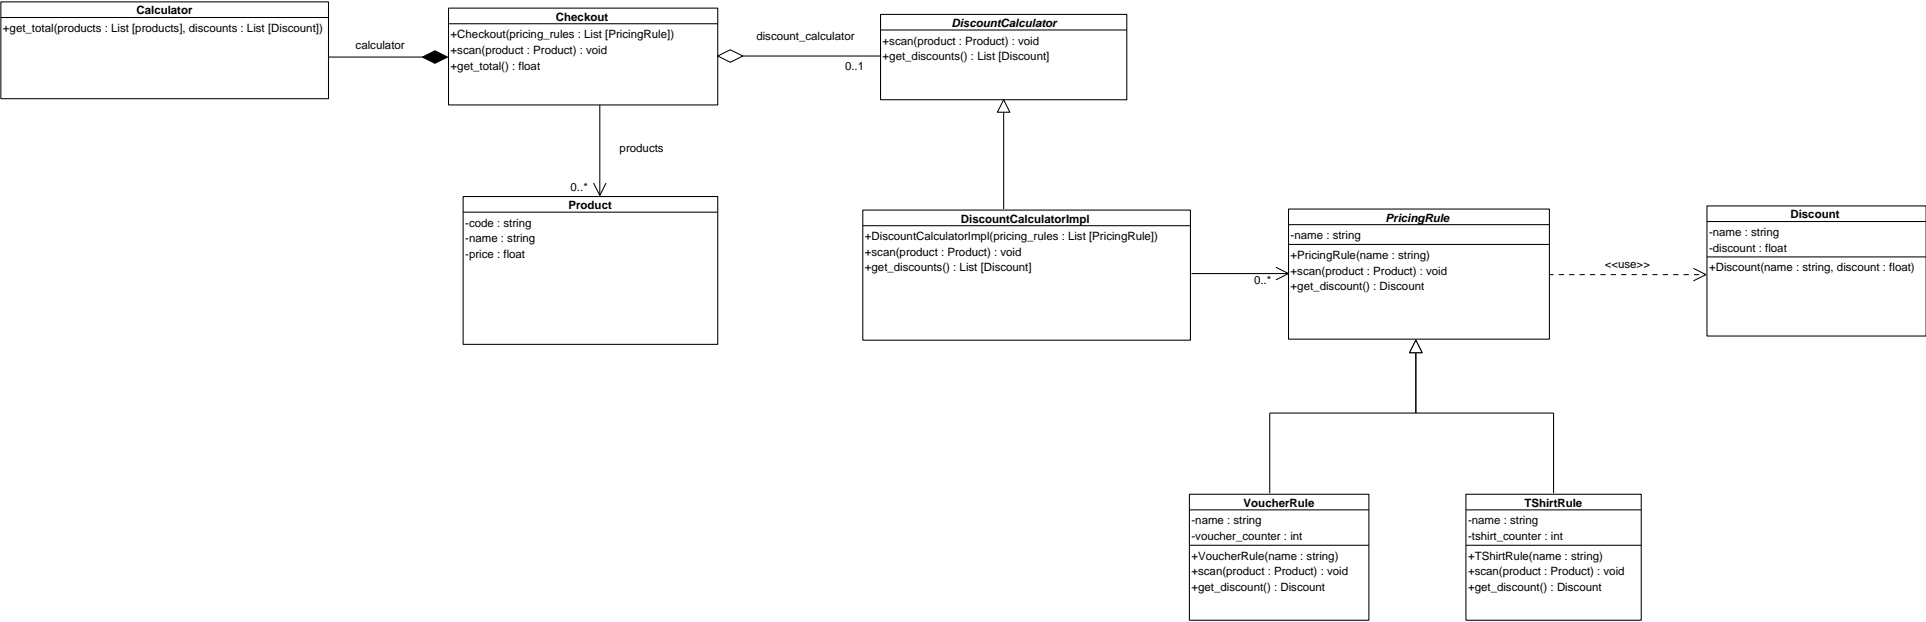 Calculator
+get_total(products : List [products], discounts : List [Discount])
calculator
Checkout
+Checkout(pricing_rules : List [PricingRule])
+scan(product : Product) : void
+get_total() : float
discount_calculator
0..1
DiscountCalculator
+scan(product : Product) : void
+get_discounts() : List [Discount]
products
0..*
Product
-code : string
-name : string
-price : float
DiscountCalculatorImpl
+DiscountCalculatorImpl(pricing_rules : List [PricingRule])
+scan(product : Product) : void
+get_discounts() : List [Discount]
0..*
PricingRule
-name : string
+PricingRule(name : string)
+scan(product : Product) : void
+get_discount() : Discount
<<use>>
Discount
-name : string
-discount : float
+Discount(name : string, discount : float)
VoucherRule
-name : string
-voucher_counter : int
+VoucherRule(name : string)
+scan(product : Product) : void
+get_discount() : Discount
TShirtRule
-name : string
-tshirt_counter : int
+TShirtRule(name : string)
+scan(product : Product) : void
+get_discount() : Discount